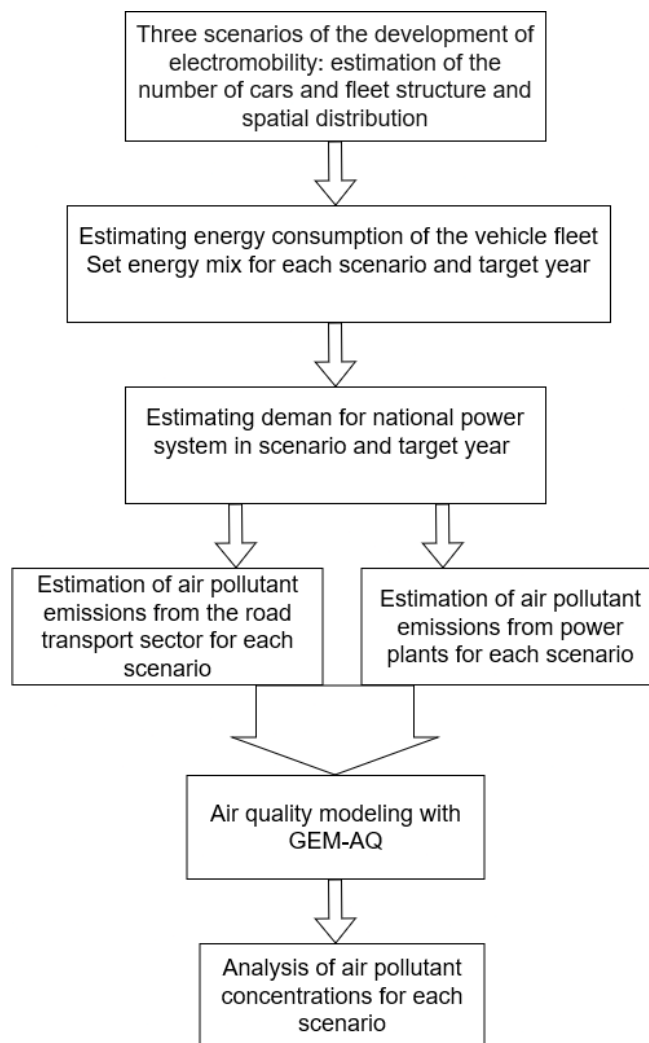 Three scenarios of the development of
electromobility: estimation of the
number of cars and fleet structure and
spatial distribution
Estimating energy consumption of the vehicle fleet
Set energy mix for each scenario and target year
Estimating deman for national power
system in scenario and target year
Estimation of air pollutant
emissions from the road
transport sector for each
scenario
Estimation of air pollutant
emissions from power
plants for each scenario
Air quality modeling with
GEM-AQ
Analysis of air pollutant
concentrations for each
scenario